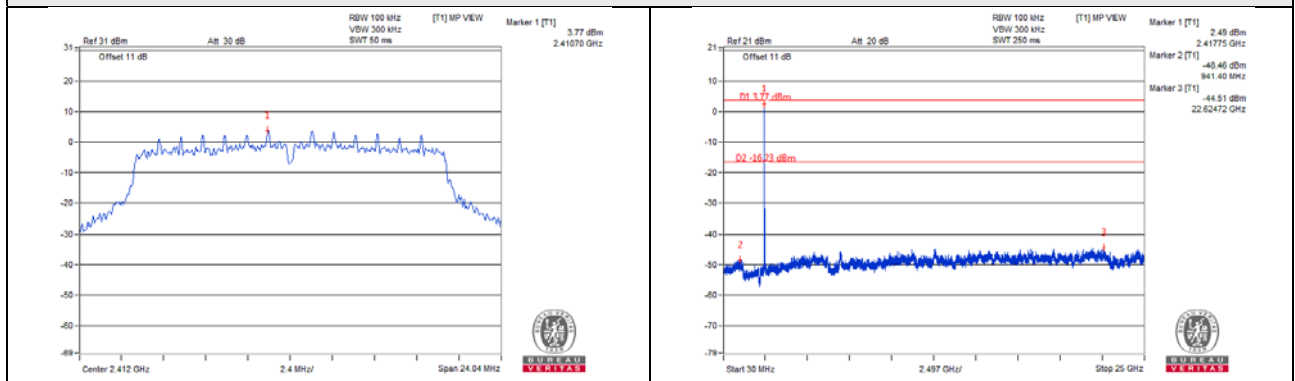 RBW 100 kHz
[T1] MP VIEW
Marker 1 [T1]
VBW 300 kHz
3.77 dBm
Ref 31 dBm
Att 30 dB
SWT 50 ms
2.41070 GHz
31
Offset 11 dB
20
10
1
0
-10
-20
-30
-40
-50
-60
-69
Center 2.412 GHz
2.4 MHz/
Span 24.04 MHz
BUREAU VERITAS
1828
BUREAU
VERITAS
RBW 100 kHz
[T1] MP VIEW
Marker 1 [T1]
VBW 300 kHz
2.49 dBm
Ref 21 dBm
Att 20 dB
SWT 250 ms
2.41775 GHz
21
Offset 11 dB
Marker 2 [T1]
-48.46 dBm
10
941.40 MHz
1
D1 3.77 dBm
Marker 3 [T1]
-44.51 dBm
0
22.62472 GHz
-10
D2 -16.23 dBm
-20
-30
-40
2
3
-50
-60
-70
-79
Start 30 MHz
2.497 GHz/
Stop 25 GHz
BUREAU VERITAS
1828
BUREAU
VERITAS